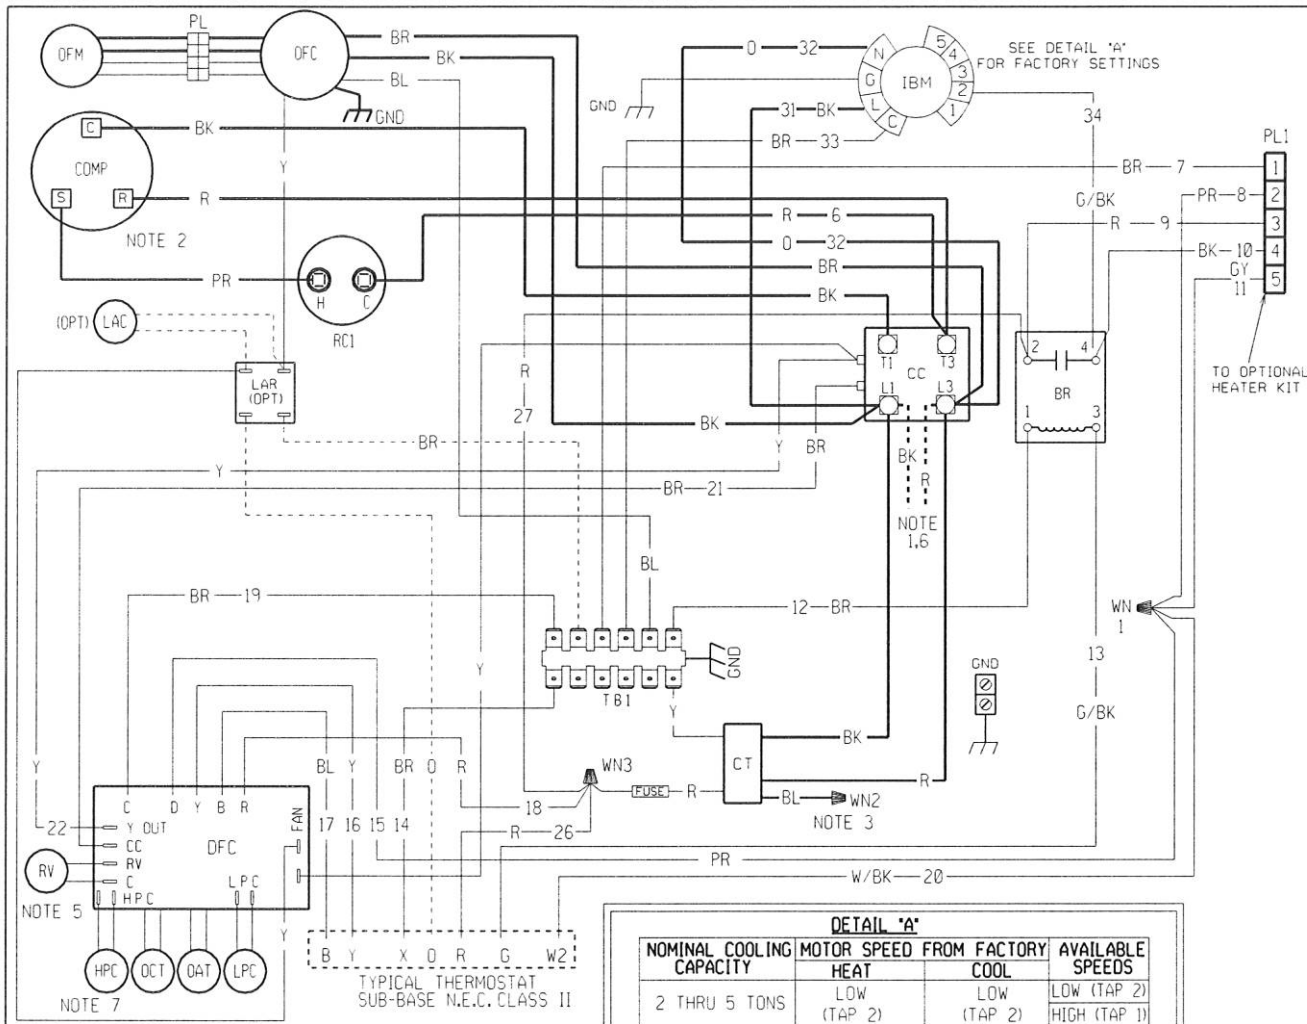 PL
OFM
OFC
BR
BK
BL
GND
COMP
C
S
R
BK
Y
R
NOTE 2
PR
H
C
RC1
(OPT)
LAC
LAR
(OPT)
O 32
GND
N
G
L
C
IBM
5
4
3
2
1
SEE DETAIL "A"
FOR FACTORY SETTINGS
31 BK
BR 33
34
G/BK
R 6
O 32
BR
BK
PL1
BR 7
1
PR 8
2
R 9
3
BK 10
4
GY
11
5
TO OPTIONAL
HEATER KIT
T1
T3
CC
L1
L3
2
4
BR
1
3
R
27
BK
BR
Y
BR
Y
BR 21
BK
R
NOTE
1,6
BL
BR 19
12 BR
WN
1
13
G/BK
TB1
GND
GND
Y
Y
CT
BK
R
BL
WN2
NOTE 3
WN3
FUSE
R
18
R 26
Y
22
BL
Y
BR
O
R
17
16
15
14
PR
W/BK 20
C
D
Y
B
R
FAN
Y OUT
CC
RV
C
DFC
LPC
HPC
RV
NOTE 5
Y
HPC
OCT
OAT
LPC
NOTE 7
B
Y
X
O
R
G
W2
TYPICAL THERMOSTAT
SUB-BASE N.E.C. CLASS II
DETAIL "A"
NOMINAL COOLING CAPACITY
MOTOR SPEED FROM FACTORY
AVAILABLE SPEEDS
HEAT
COOL
2 THRU 5 TONS
LOW
(TAP 2)
LOW
(TAP 2)
LOW (TAP 2)
HIGH (TAP 1)